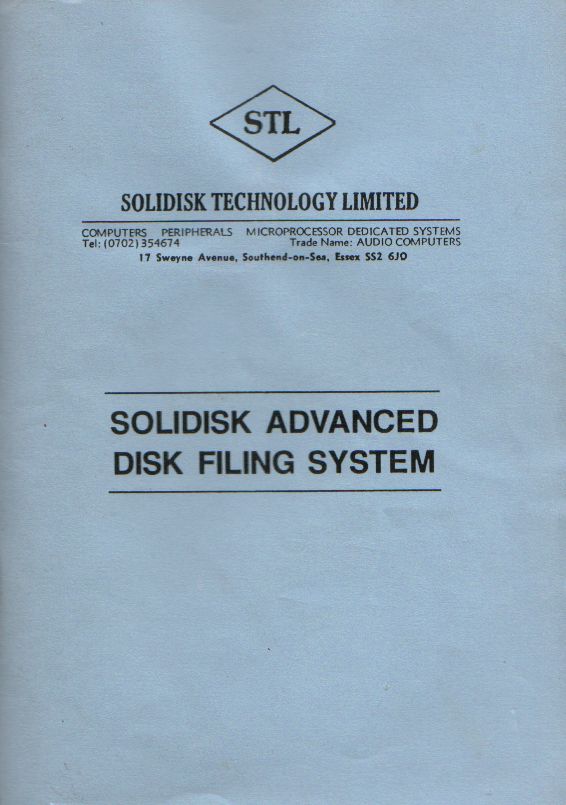 STL
SOLIDISK TECHNOLOGY LIMITED
COMPUTERS PERIPHERALS MICROPROCESSOR DEDICATED SYSTEMS
Tel: (0702) 354674 Trade Name: AUDIO COMPUTERS
17 Sweyne Avenue, Southend-on-Sea, Essex SS2 6JQ
SOLIDISK ADVANCED
DISK FILING SYSTEM